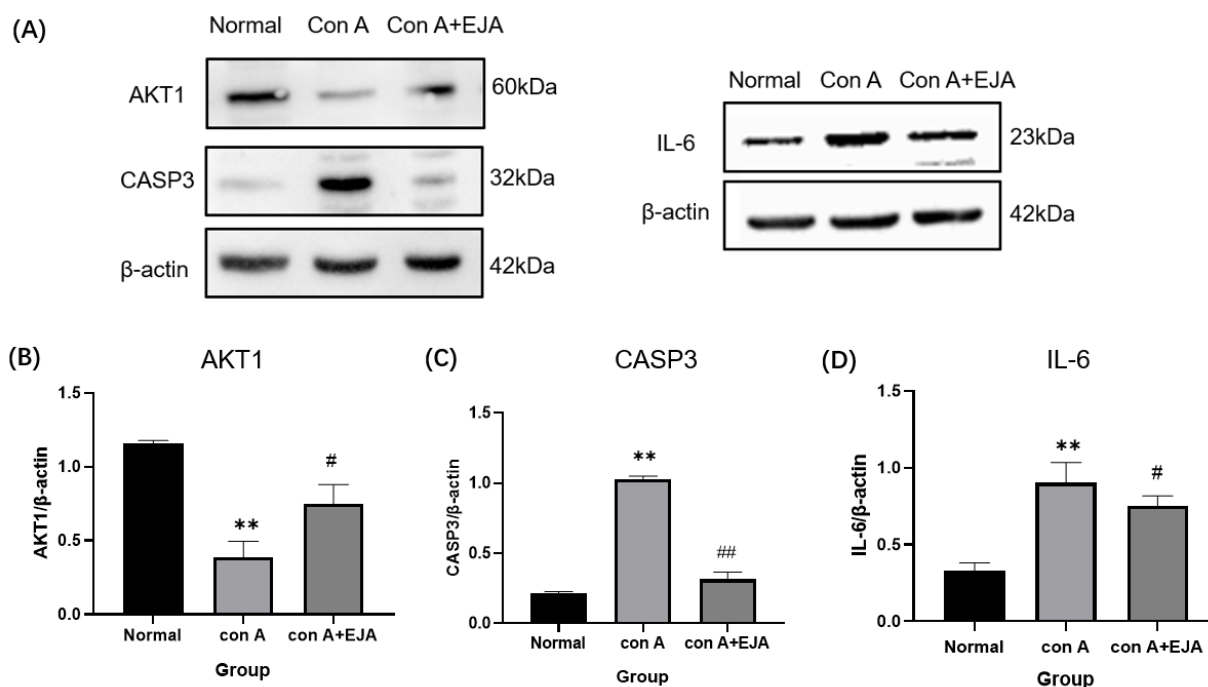 (A)
Normal Con A Con A+EJA
AKT1 60kDa
CASP3 32kDa
β-actin 42kDa
Normal Con A Con A+EJA
IL-6 23kDa
β-actin 42kDa
(B) AKT1
AKT1/β-actin
1.5
1.0
0.5
0.0
**
#
Normal con A con A+EJA
Group
(C) CASP3
CASP3/β-actin
1.5
1.0
0.5
0.0
**
##
Normal con A con A+EJA
Group
(D) IL-6
IL-6/β-actin
1.5
1.0
0.5
0.0
**
#
Normal con A con A+EJA
Group